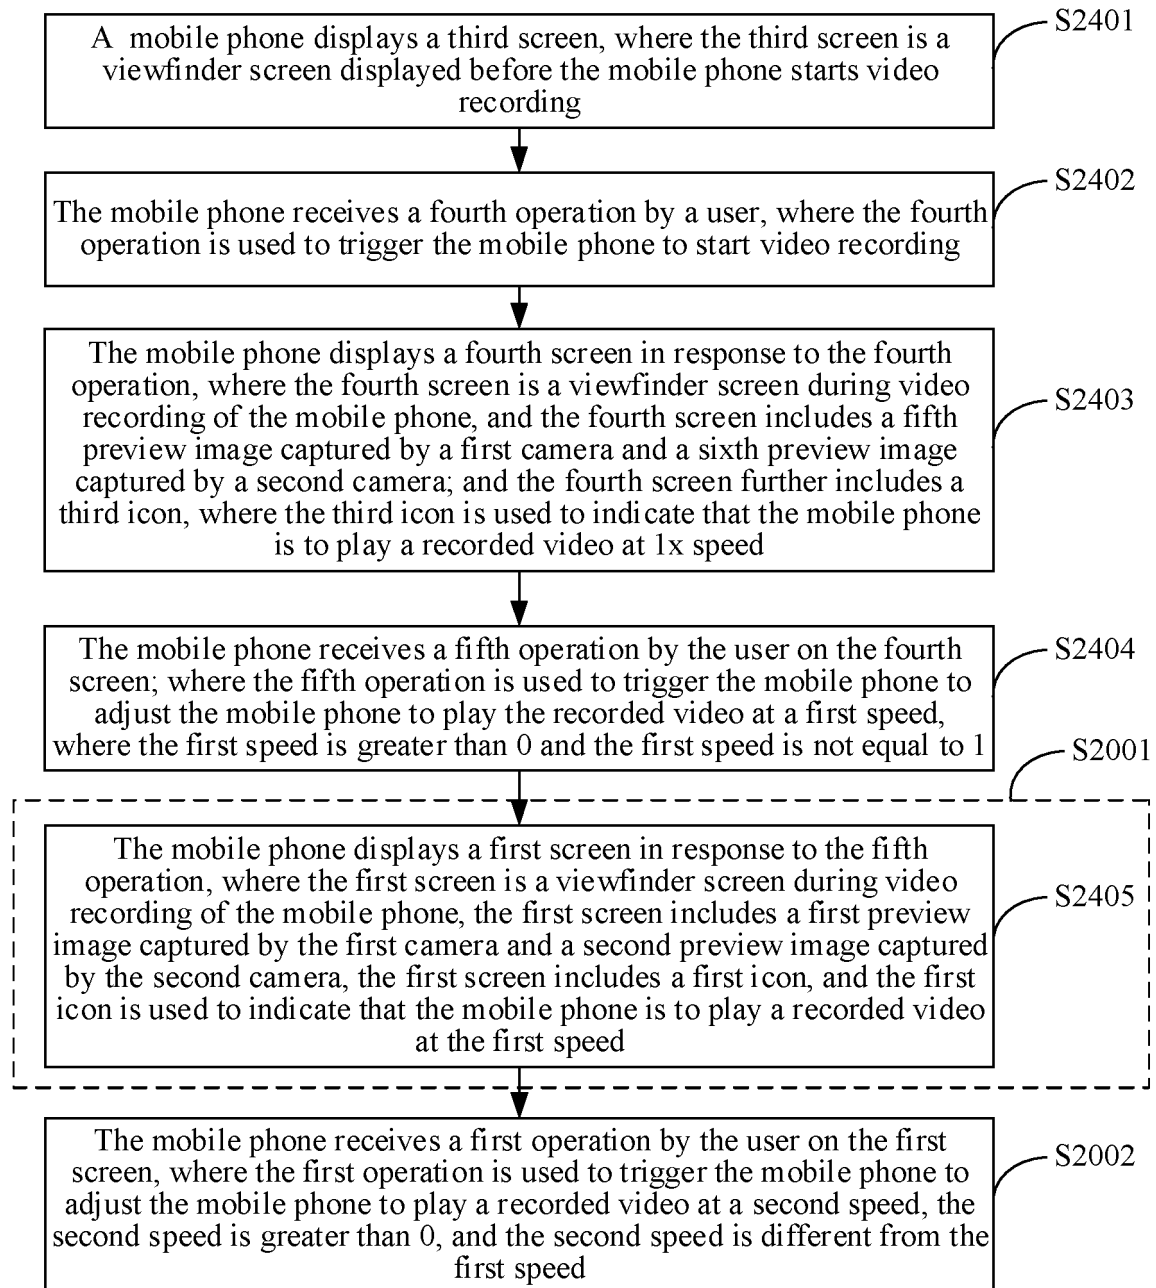 A mobile phone displays a third screen, where the third screen is a
viewfinder screen displayed before the mobile phone starts video
recording
S2401
The mobile phone receives a fourth operation by a user, where the fourth
operation is used to trigger the mobile phone to start video recording
S2402
The mobile phone displays a fourth screen in response to the fourth
operation, where the fourth screen is a viewfinder screen during video
recording of the mobile phone, and the fourth screen includes a fifth
preview image captured by a first camera and a sixth preview image
captured by a second camera; and the fourth screen further includes a
third icon, where the third icon is used to indicate that the mobile phone
is to play a recorded video at 1x speed
S2403
The mobile phone receives a fifth operation by the user on the fourth
screen; where the fifth operation is used to trigger the mobile phone to
adjust the mobile phone to play the recorded video at a first speed,
where the first speed is greater than 0 and the first speed is not equal to 1
S2404
S2001
The mobile phone displays a first screen in response to the fifth
operation, where the first screen is a viewfinder screen during video
recording of the mobile phone, the first screen includes a first preview
image captured by the first camera and a second preview image captured
by the second camera, the first screen includes a first icon, and the first
icon is used to indicate that the mobile phone is to play a recorded video
at the first speed
S2405
The mobile phone receives a first operation by the user on the first
screen, where the first operation is used to trigger the mobile phone to
adjust the mobile phone to play a recorded video at a second speed, the
second speed is greater than 0, and the second speed is different from the
first speed
S2002